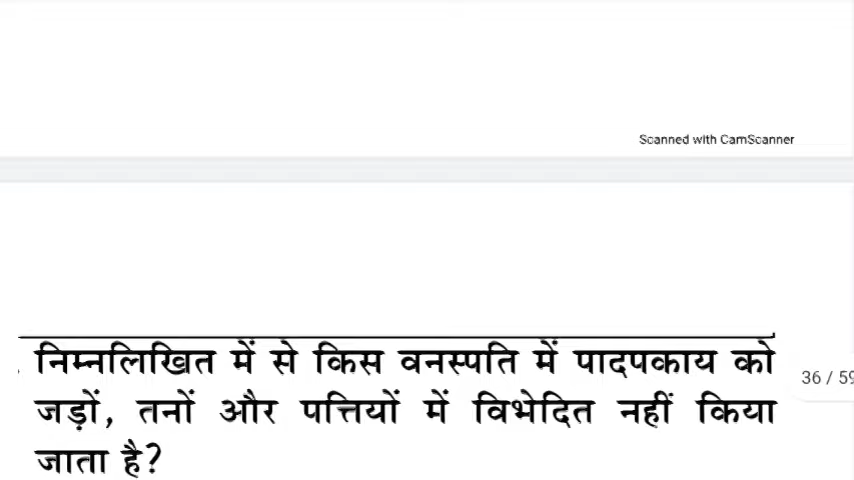 Scanned with CamScanner
निम्नलिखित में से किस वनस्पति में पादपकाय को
36 / 59
जड़ों, तनों और पत्तियों में विभेदित नहीं किया
जाता है?